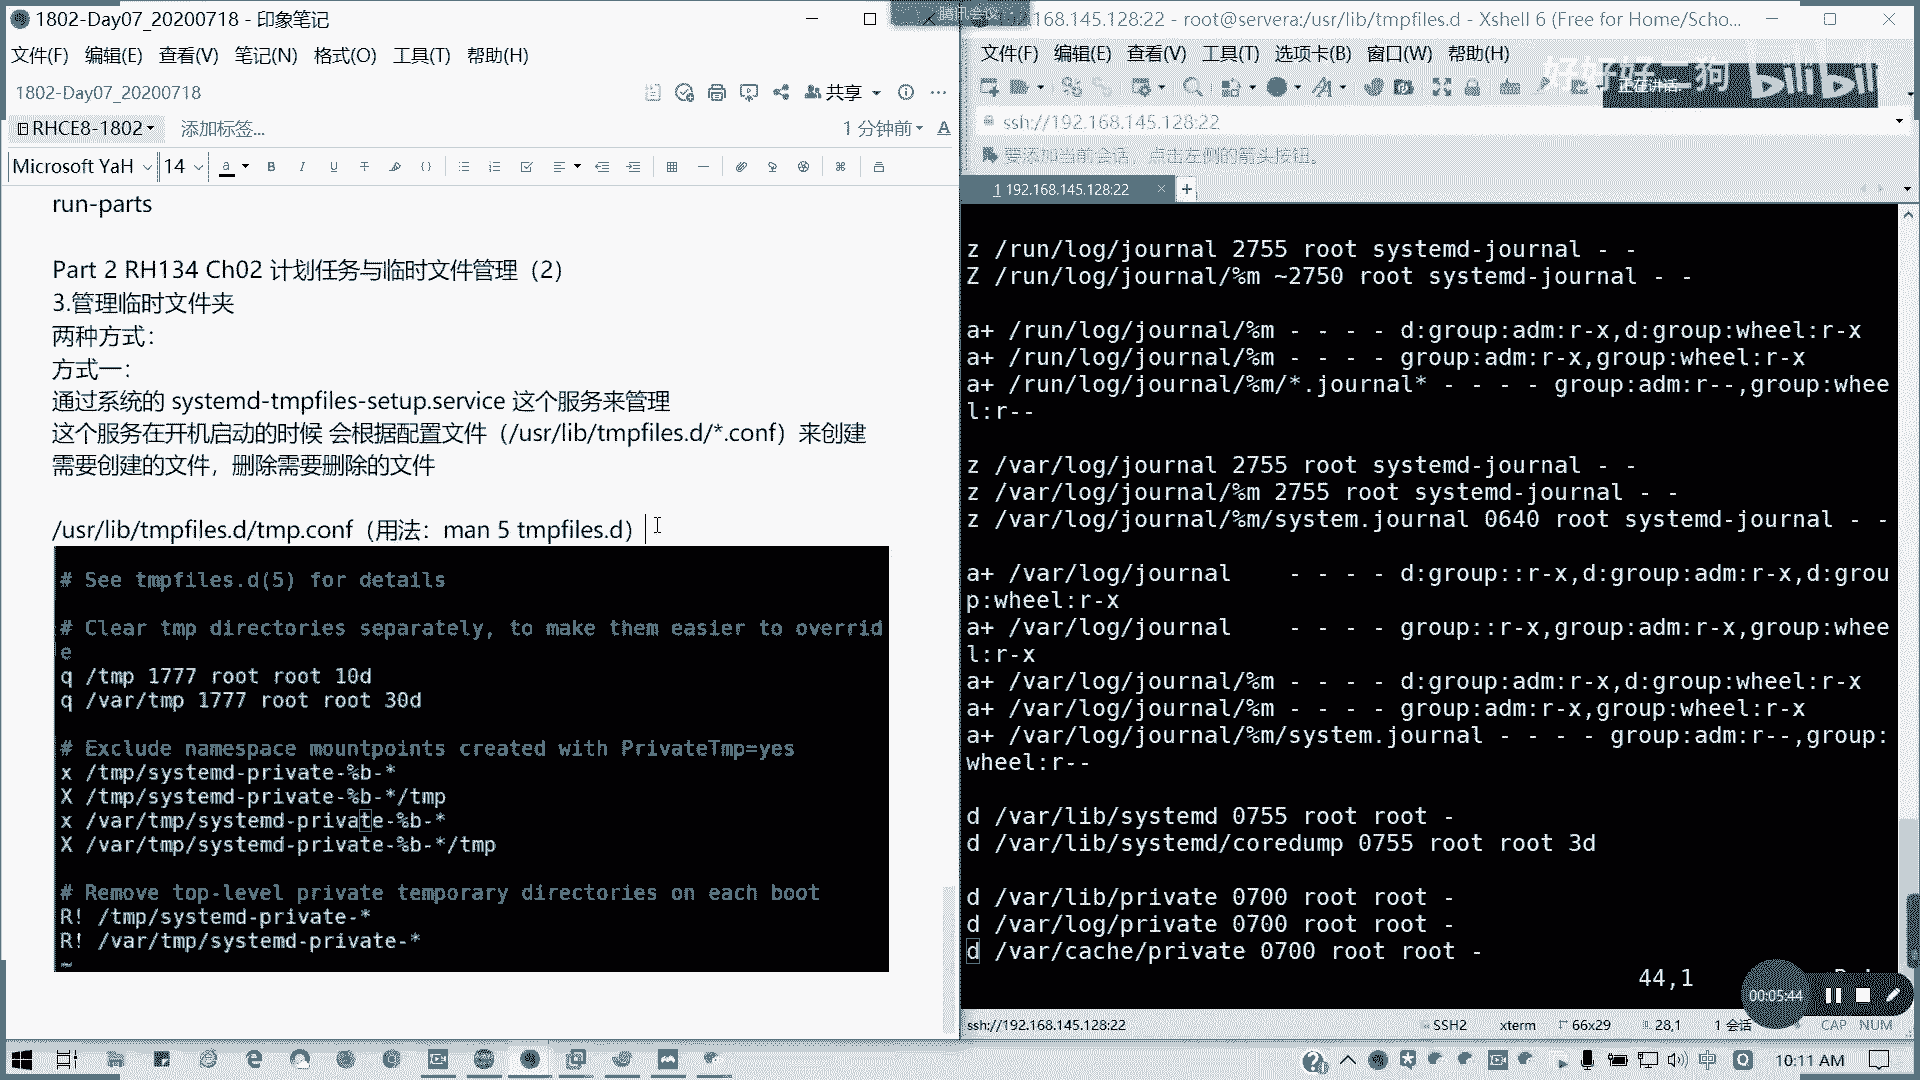 1802-Day07_20200718 - 印象笔记
文件(F) 编辑(E) 查看(V) 笔记(N) 格式(O) 工具(T) 帮助(H)
1802-Day07_20200718
共享
RHCE8-1802
添加标签...
1 分钟前
Microsoft YaH 14
run-parts
Part 2 RH134 Ch02 计划任务与临时文件管理（2）
3.管理临时文件夹
两种方式：
方式一：
通过系统的 systemd-tmpfiles-setup.service 这个服务来管理
这个服务在开机启动的时候 会根据配置文件（/usr/lib/tmpfiles.d/*.conf）来创建
需要创建的文件，删除需要删除的文件
/usr/lib/tmpfiles.d/tmp.conf（用法：man 5 tmpfiles.d）
# See tmpfiles.d(5) for details
# Clear tmp directories separately, to make them easier to overrid
e
q /tmp 1777 root root 10d
q /var/tmp 1777 root root 30d
# Exclude namespace mountpoints created with PrivateTmp=yes
x /tmp/systemd-private-%b-*
X /tmp/systemd-private-%b-*/tmp
x /var/tmp/systemd-private-%b-*
X /var/tmp/systemd-private-%b-*/tmp
# Remove top-level private temporary directories on each boot
R! /tmp/systemd-private-*
R! /var/tmp/systemd-private-*
~
腾讯会议
.168.145.128:22 - root@servera:/usr/lib/tmpfiles.d - Xshell 6 (Free for Home/Scho...
文件(F) 编辑(E) 查看(V) 工具(T) 选项卡(B) 窗口(W) 帮助(H)
好好好二狗 bilibili
ssh://192.168.145.128:22
要添加当前会话，点击左侧的箭头按钮。
1 192.168.145.128:22
z /run/log/journal 2755 root systemd-journal - -
Z /run/log/journal/%m ~2750 root systemd-journal - -
a+ /run/log/journal/%m - - - - d:group:adm:r-x,d:group:wheel:r-x
a+ /run/log/journal/%m - - - - group:adm:r-x,group:wheel:r-x
a+ /run/log/journal/%m/*.journal* - - - - group:adm:r--,group:whee
l:r--
z /var/log/journal 2755 root systemd-journal - -
z /var/log/journal/%m 2755 root systemd-journal - -
z /var/log/journal/%m/system.journal 0640 root systemd-journal - -
a+ /var/log/journal    - - - - d:group::r-x,d:group:adm:r-x,d:grou
p:wheel:r-x
a+ /var/log/journal    - - - - group::r-x,group:adm:r-x,group:whee
l:r-x
a+ /var/log/journal/%m - - - - d:group:adm:r-x,d:group:wheel:r-x
a+ /var/log/journal/%m - - - - group:adm:r-x,group:wheel:r-x
a+ /var/log/journal/%m/system.journal - - - - group:adm:r--,group:
wheel:r--
d /var/lib/systemd 0755 root root -
d /var/lib/systemd/coredump 0755 root root 3d
d /var/lib/private 0700 root root -
d /var/log/private 0700 root root -
d /var/cache/private 0700 root root -
44,1
00:05:44
ssh://192.168.145.128:22 SSH2 xterm 66x29 28,1 1 会话 CAP NUM
中 10:11 AM